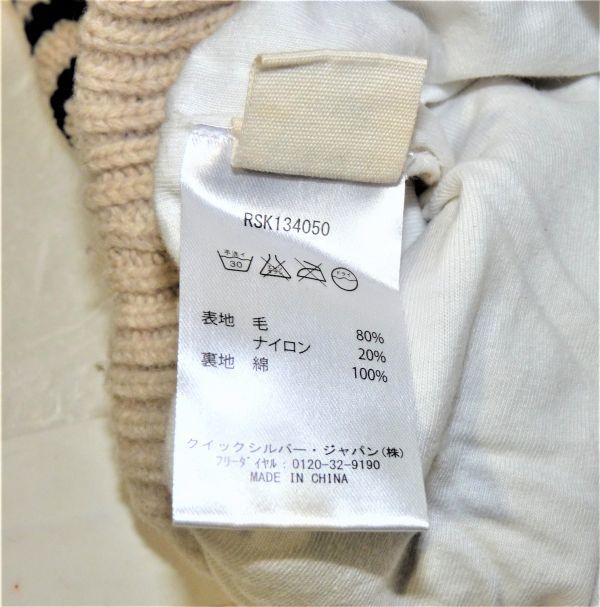 RSK134050
手洗イ
30
ドライ
表地 毛 80%
ナイロン 20%
裏地 綿 100%
クイックシルバー・ジャパン(株)
フリーダイヤル:0120-32-9190
MADE IN CHINA